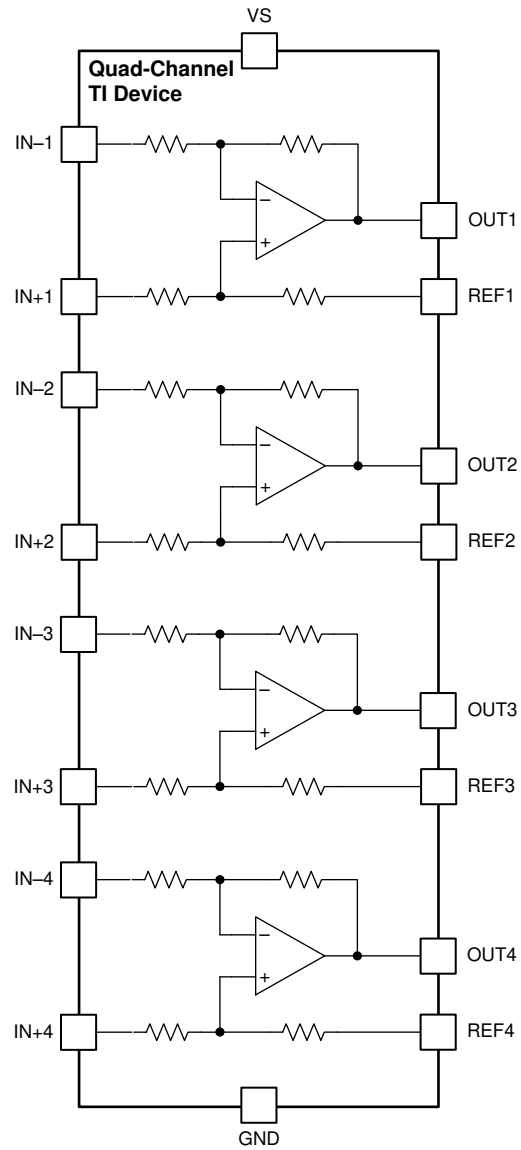 VS
Quad-Channel
TI Device
IN–1
−
+
OUT1
IN+1
REF1
IN–2
−
+
OUT2
IN+2
REF2
IN–3
−
+
OUT3
IN+3
REF3
IN–4
−
+
OUT4
IN+4
REF4
GND